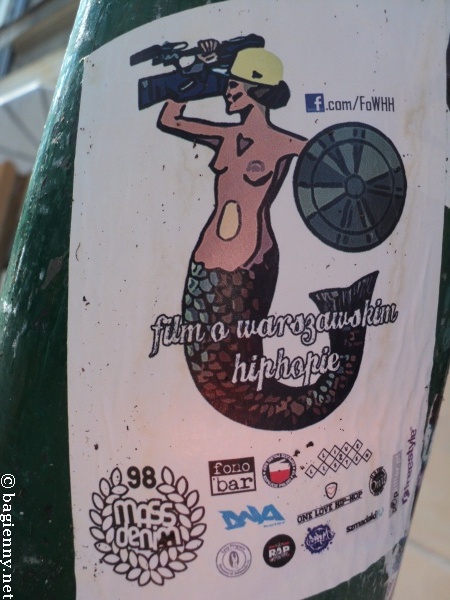 f.com/FoWHH
film o warszawskim
hiphopie
98
mass
denim
fono
bar
DNA
ONE LOVE HIP-HOP
RAP
© bagienny.net